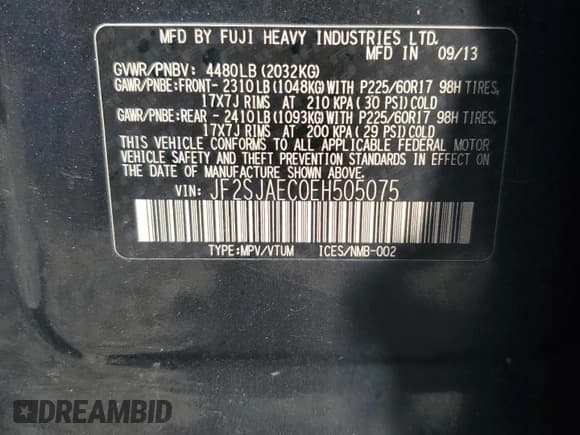 MFD BY FUJI HEAVY INDUSTRIES LTD.
MFD IN 09/13
GVWR/PNBV: 4480LB (2032KG)
GAWR/PNBE:FRONT- 2310LB (1048KG)WITH P225/60R17 98H TIRES,
17X7J RIMS AT 210 KPA (30 PSI)COLD
GAWR/PNBE:REAR - 2410LB (1093KG)WITH P225/60R17 98H TIRES,
17X7J RIMS AT 200 KPA (29 PSI)COLD
THIS VEHICLE CONFORMS TO ALL APPLICABLE FEDERAL MOTOR
VEHICLE SAFETY AND THEFT PREVENTION STANDARDS IN EFFECT ON
THE DATE OF MANUFACTURE SHOWN ABOVE.
VIN: JF2SJAEC0EH505075
TYPE:MPV/VTUM ICES/NMB-002
DREAMBID